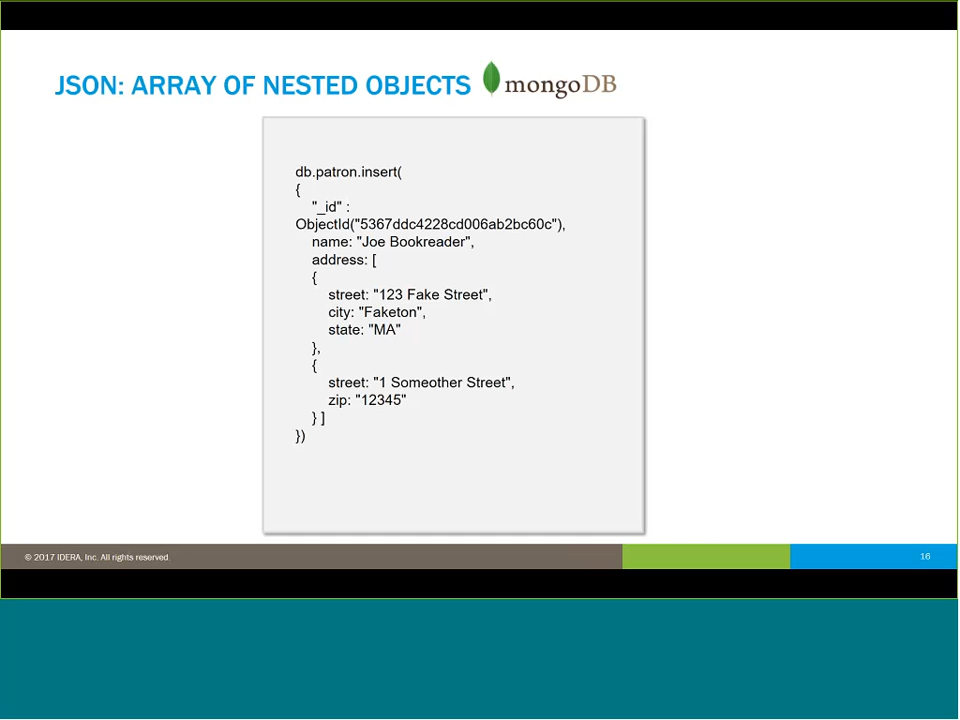 JSON: ARRAY OF NESTED OBJECTS mongoDB
db.patron.insert(
{
"_id" :
ObjectId("5367ddc4228cd006ab2bc60c"),
name: "Joe Bookreader",
address: [
{
street: "123 Fake Street",
city: "Faketon",
state: "MA"
},
{
street: "1 Someother Street",
zip: "12345"
} ]
})
© 2017 IDERA, Inc. All rights reserved.
16